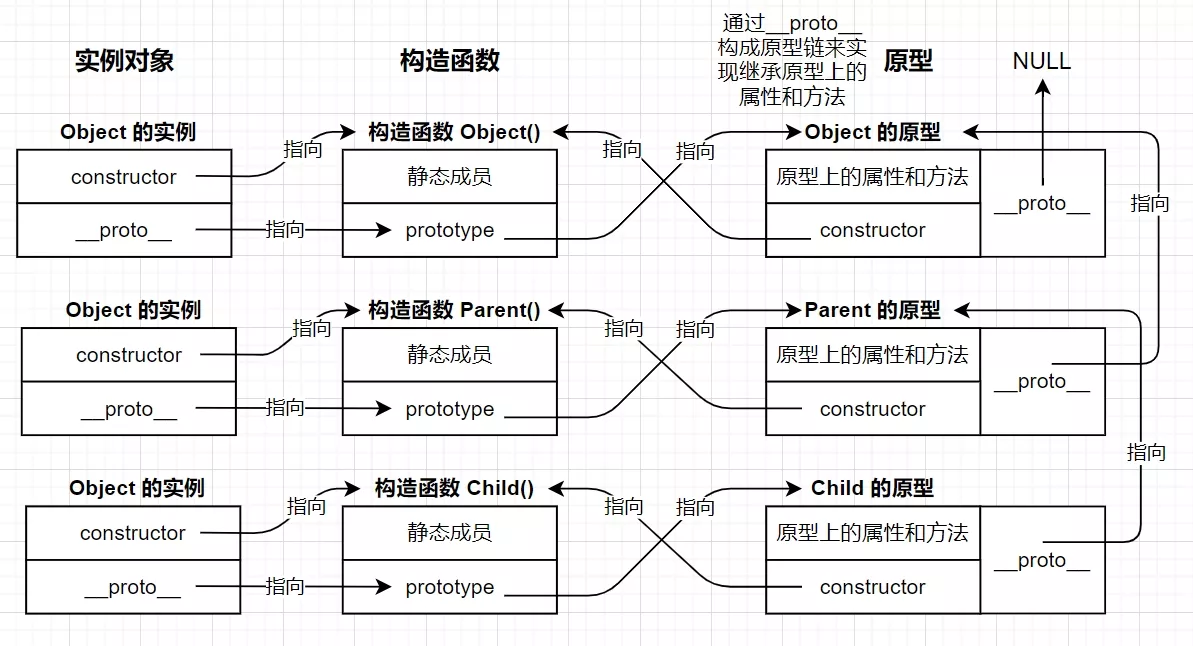 通过__proto__
构成原型链来实
现继承原型上的
属性和方法
实例对象
构造函数
原型
NULL
Object 的实例
构造函数 Object()
Object 的原型
指向
指向
指向
constructor
静态成员
原型上的属性和方法
__proto__
指向
__proto__
指向
prototype
constructor
Object 的实例
构造函数 Parent()
Parent 的原型
指向
指向
指向
constructor
静态成员
原型上的属性和方法
__proto__
__proto__
指向
prototype
constructor
指向
Object 的实例
构造函数 Child()
Child 的原型
指向
指向
指向
constructor
静态成员
原型上的属性和方法
__proto__
__proto__
指向
prototype
constructor